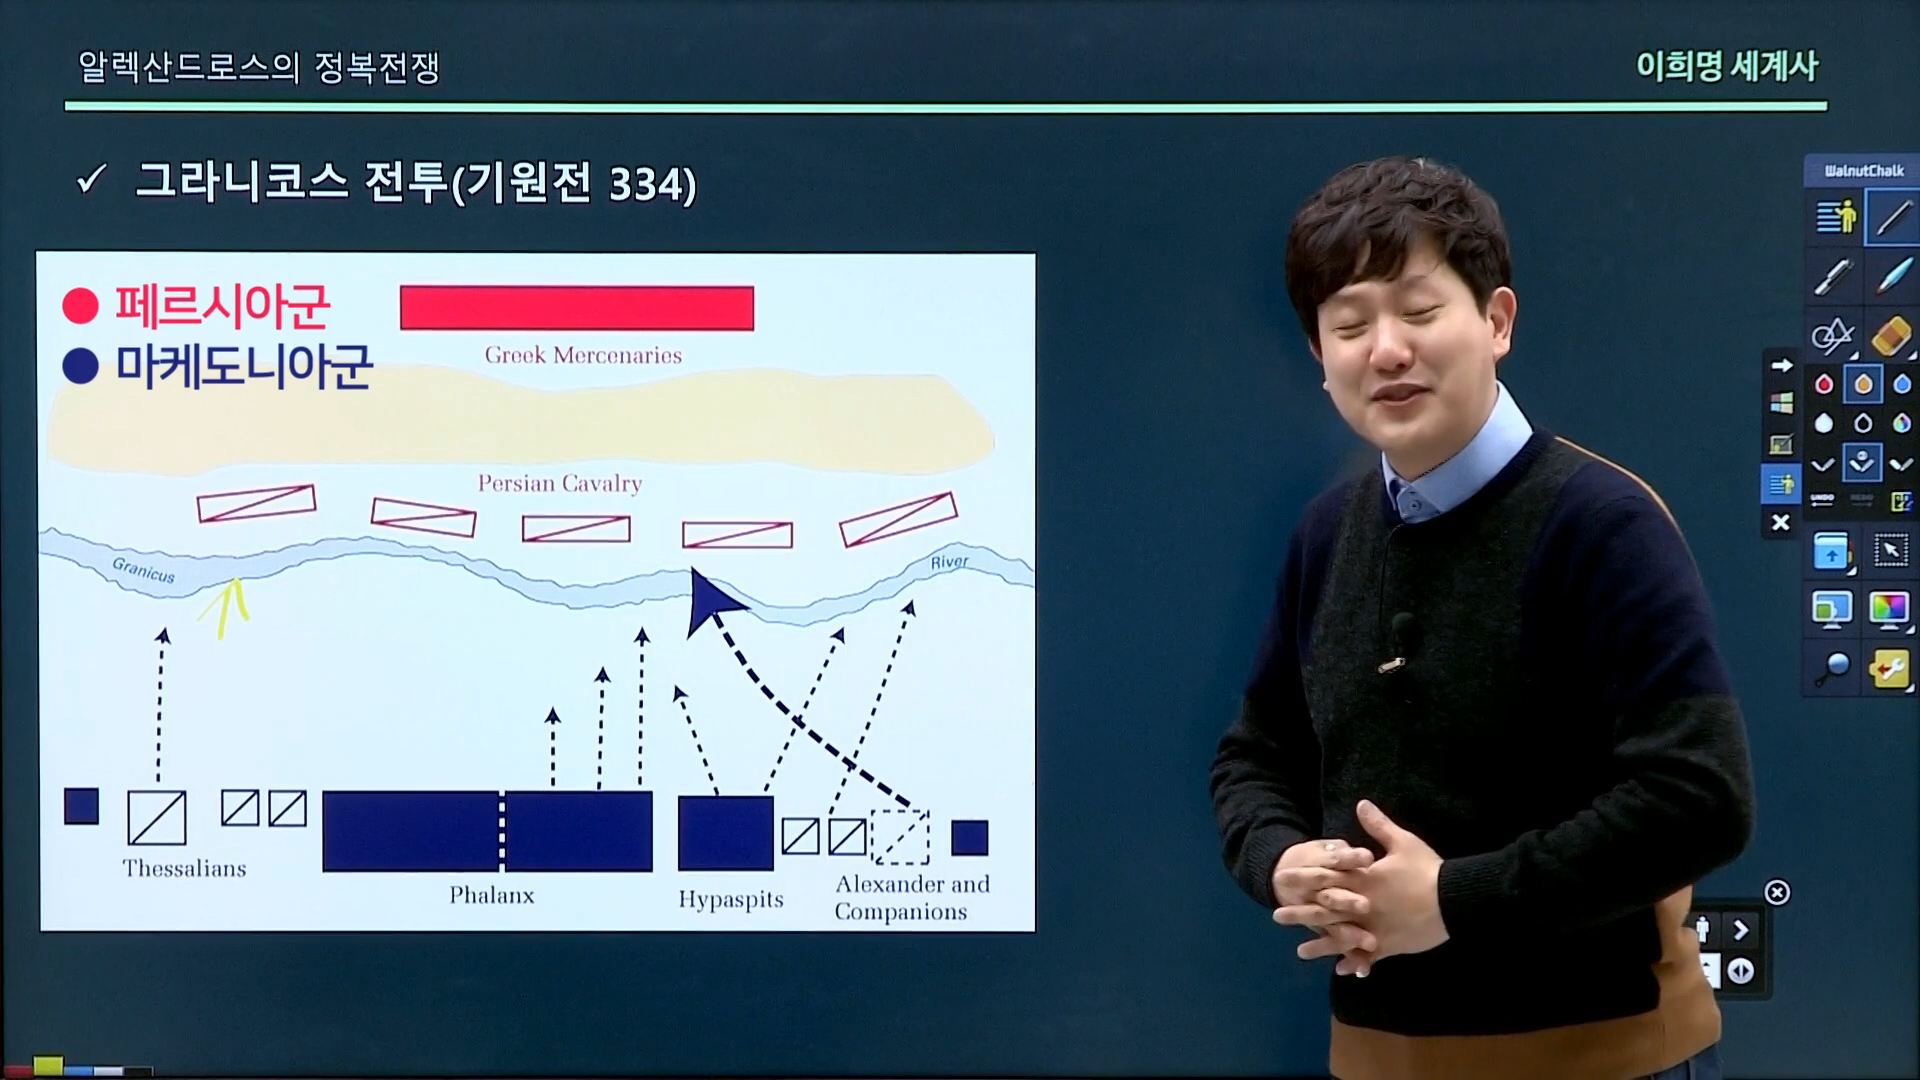 알렉산드로스의 정복전쟁
이희명 세계사
✓ 그라니코스 전투(기원전 334)
페르시아군
마케도니아군
Greek Mercenaries
Persian Cavalry
Granicus
River
Thessalians
Phalanx
Hypaspits
Alexander and
Companions
WalnutChalk
UNDO
REDO